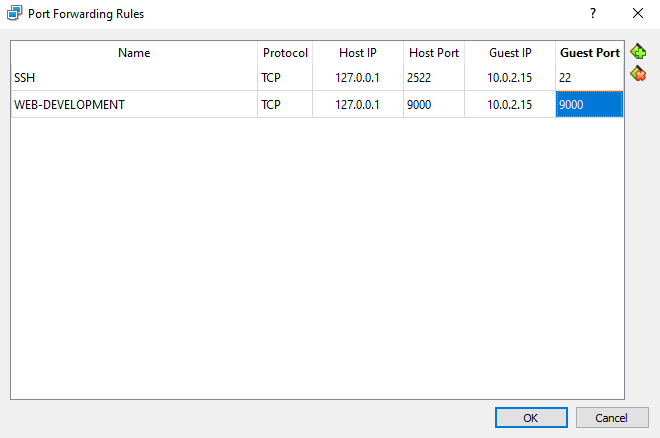 Port Forwarding Rules ?
Name Protocol Host IP Host Port Guest IP Guest Port
SSH TCP 127.0.0.1 2522 10.0.2.15 22
WEB-DEVELOPMENT TCP 127.0.0.1 9000 10.0.2.15 9000
OK Cancel